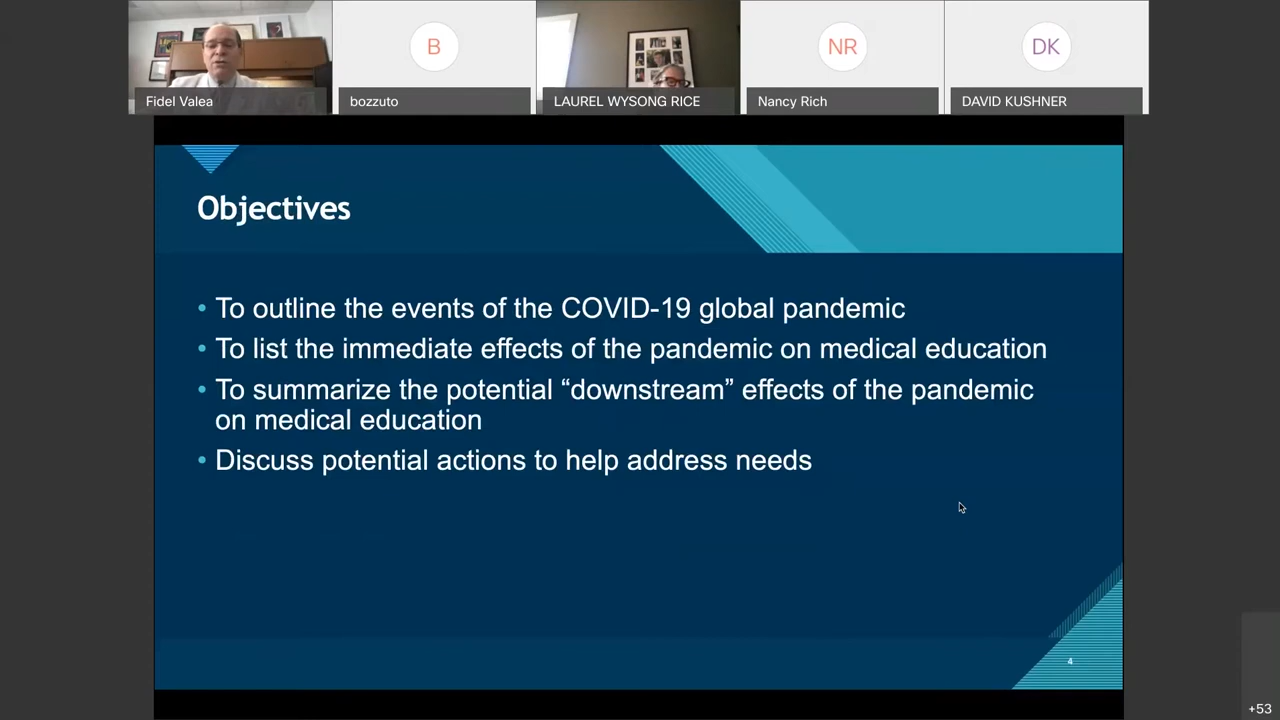 B
NR
DK
Fidel Valea
bozzuto
LAUREL WYSONG RICE
Nancy Rich
DAVID KUSHNER
Objectives
• To outline the events of the COVID-19 global pandemic
• To list the immediate effects of the pandemic on medical education
• To summarize the potential “downstream” effects of the pandemic
on medical education
• Discuss potential actions to help address needs
4
+53